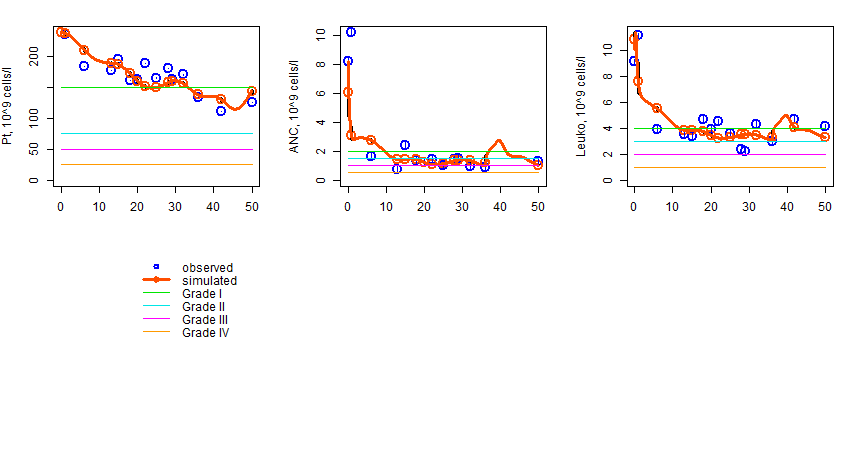 Pt, 10^9 cells/l
0 50 100 200
0 10 20 30 40 50
ANC, 10^9 cells/l
0 2 4 6 8 10
0 10 20 30 40 50
Leuko, 10^9 cells/l
0 2 4 6 8 10
0 10 20 30 40 50
observed
simulated
Grade I
Grade II
Grade III
Grade IV